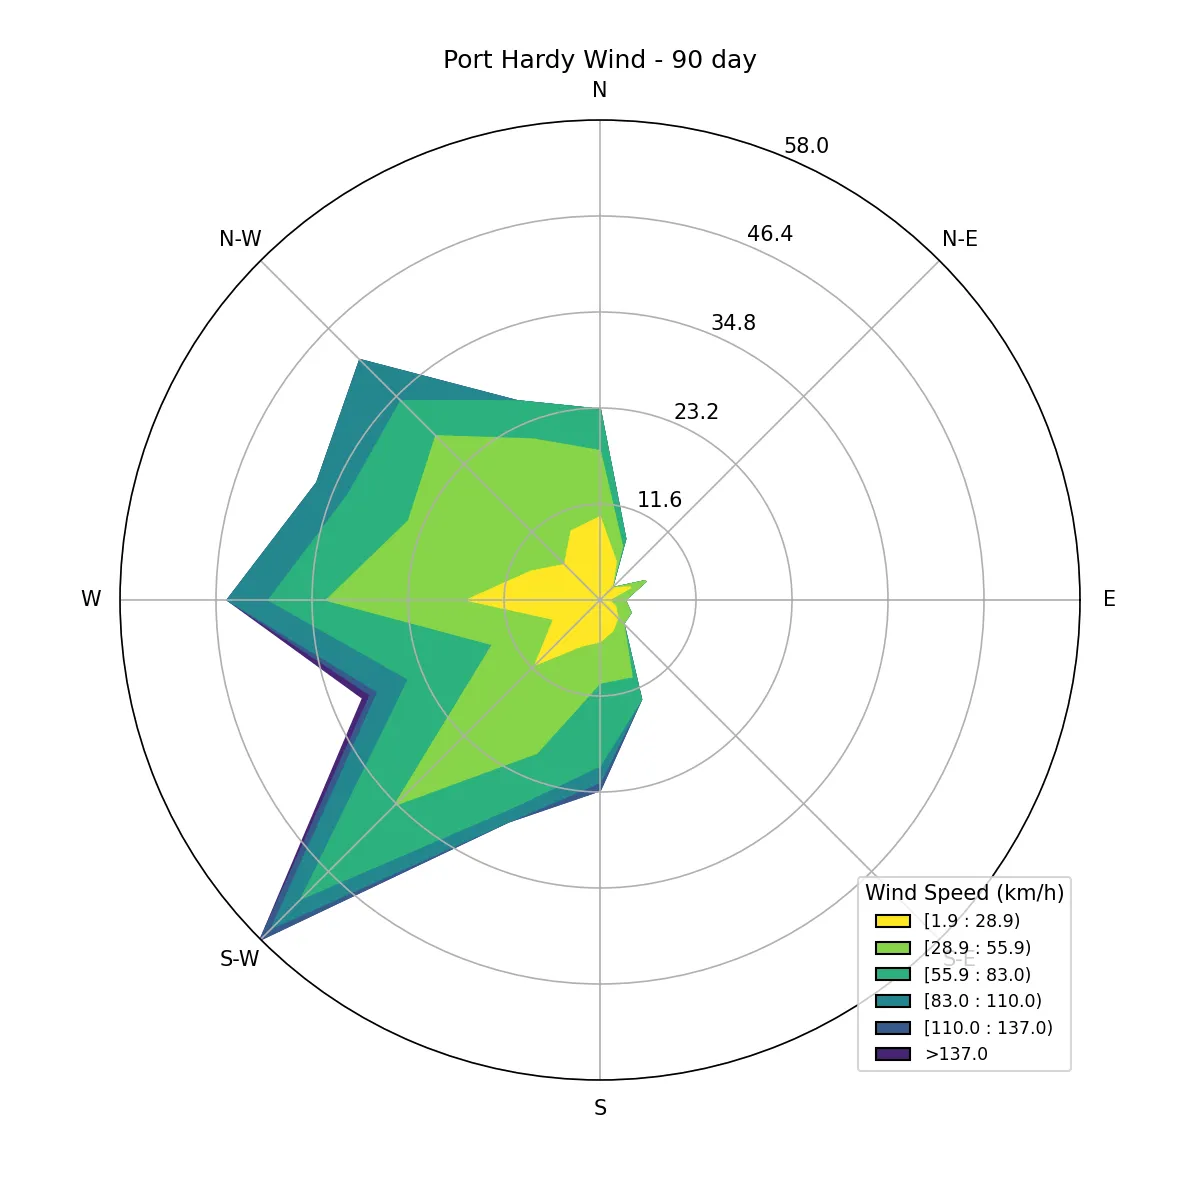 Port Hardy Wind - 90 day
N
58.0
46.4
N-W
N-E
34.8
23.2
11.6
W
E
S-W
S-E
Wind Speed (km/h)
[1.9 : 28.9)
[28.9 : 55.9)
[55.9 : 83.0)
[83.0 : 110.0)
[110.0 : 137.0)
>137.0
S